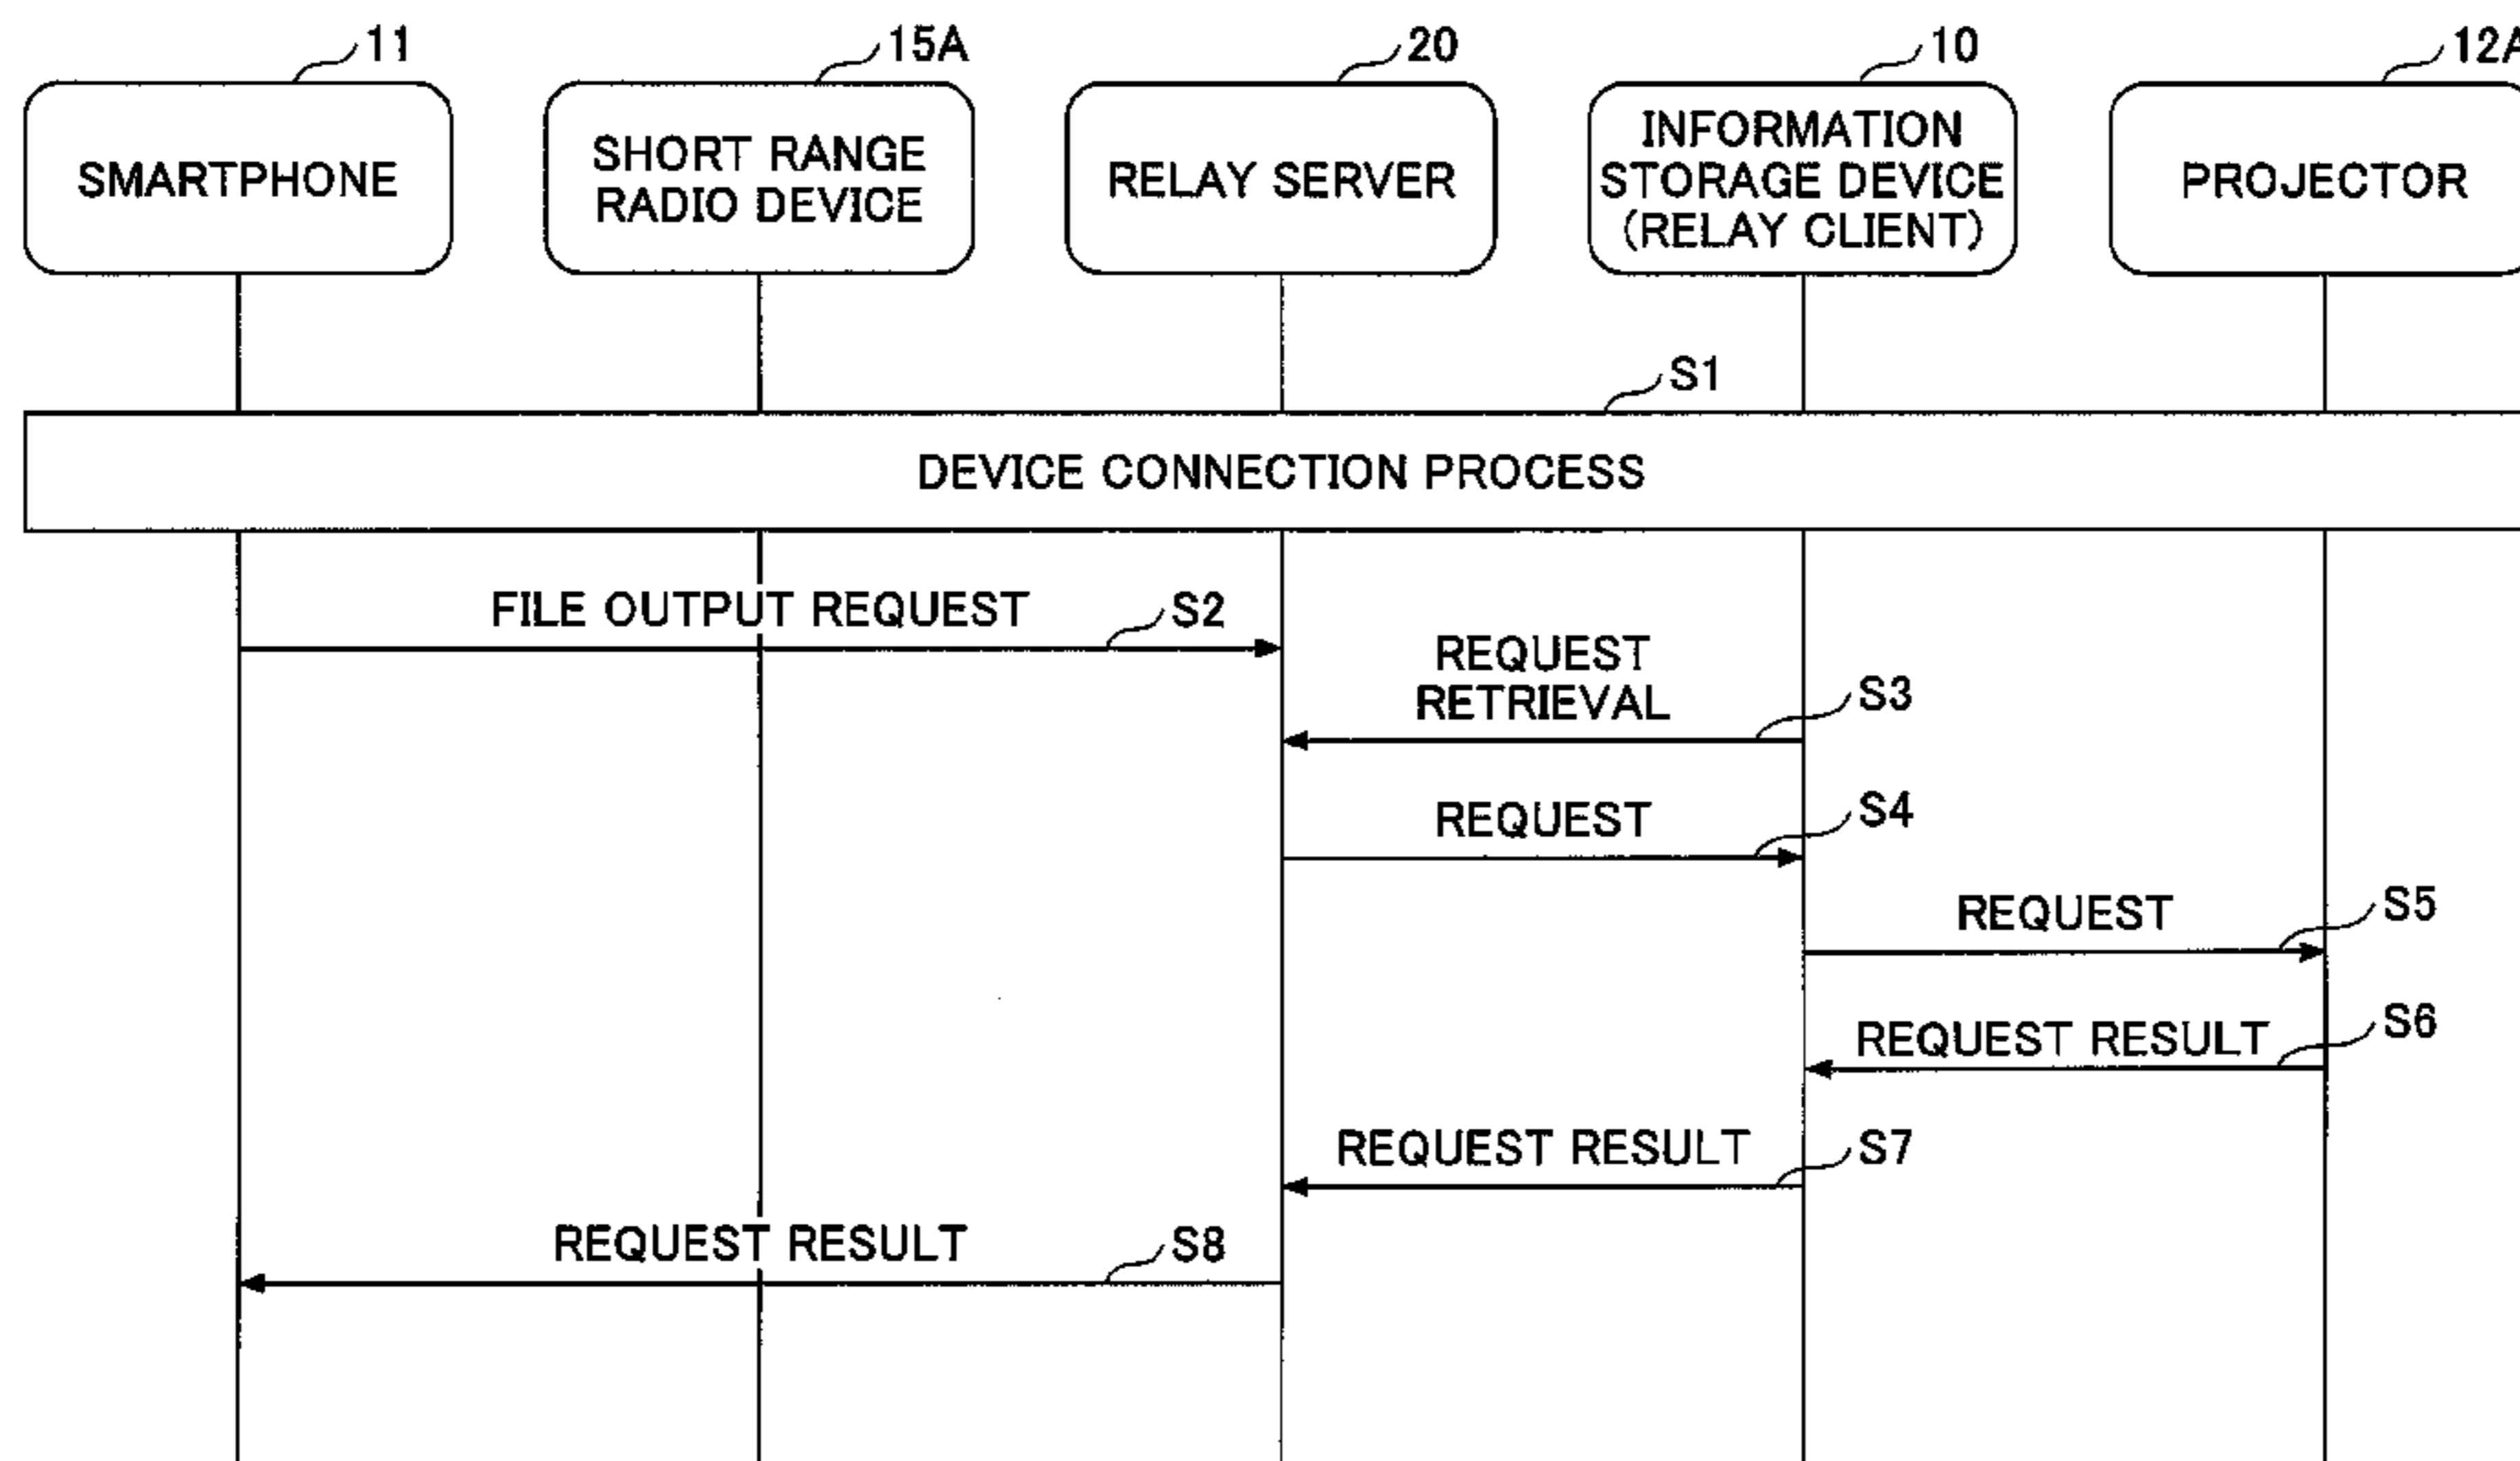 11
15A
20
10
12A
SMARTPHONE
SHORT RANGE
RADIO DEVICE
RELAY SERVER
INFORMATION
STORAGE DEVICE
(RELAY CLIENT)
PROJECTOR
S1
DEVICE CONNECTION PROCESS
FILE OUTPUT REQUEST
S2
REQUEST
RETRIEVAL
S3
REQUEST
S4
REQUEST
S5
REQUEST RESULT
S6
REQUEST RESULT
S7
REQUEST RESULT
S8